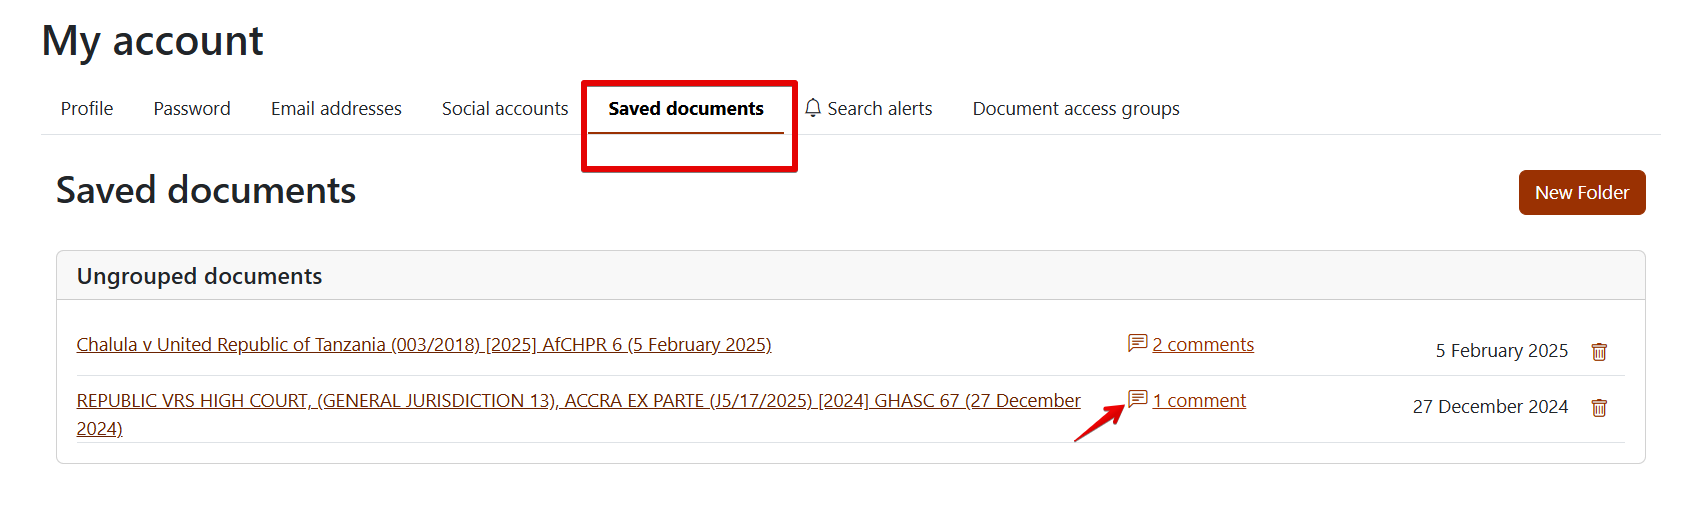 My account
Profile Password Email addresses Social accounts Saved documents Search alerts Document access groups
Saved documents
New Folder
Ungrouped documents
Chalula v United Republic of Tanzania (003/2018) [2025] AfCHPR 6 (5 February 2025) 2 comments 5 February 2025
REPUBLIC VRS HIGH COURT, (GENERAL JURISDICTION 13), ACCRA EX PARTE (J5/17/2025) [2024] GHASC 67 (27 December 1 comment 27 December 2024
2024)